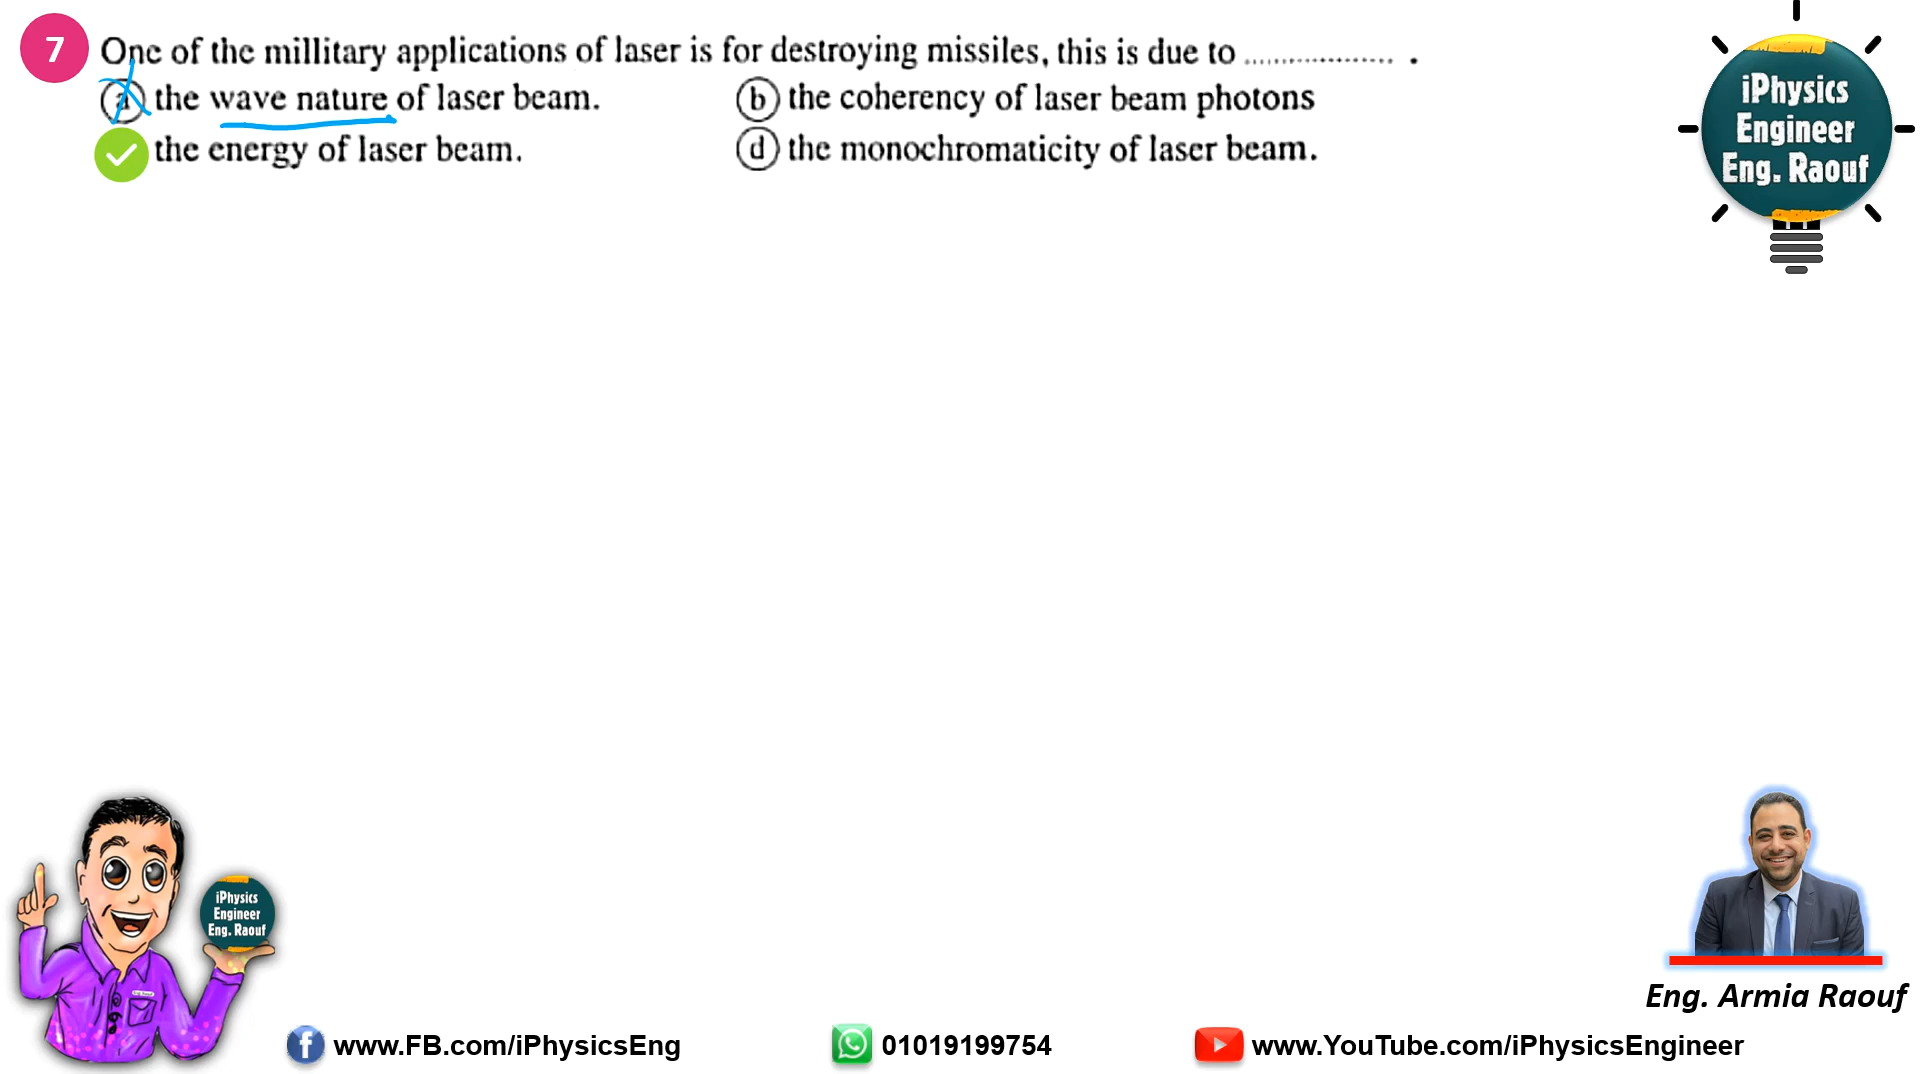 7 One of the millitary applications of laser is for destroying missiles, this is due to .................. .
a the wave nature of laser beam.
b the coherency of laser beam photons
the energy of laser beam.
d the monochromaticity of laser beam.
iPhysics
Engineer
Eng. Raouf
iPhysics
Engineer
Eng. Raouf
Eng. Armia Raouf
www.FB.com/iPhysicsEng
01019199754
www.YouTube.com/iPhysicsEngineer